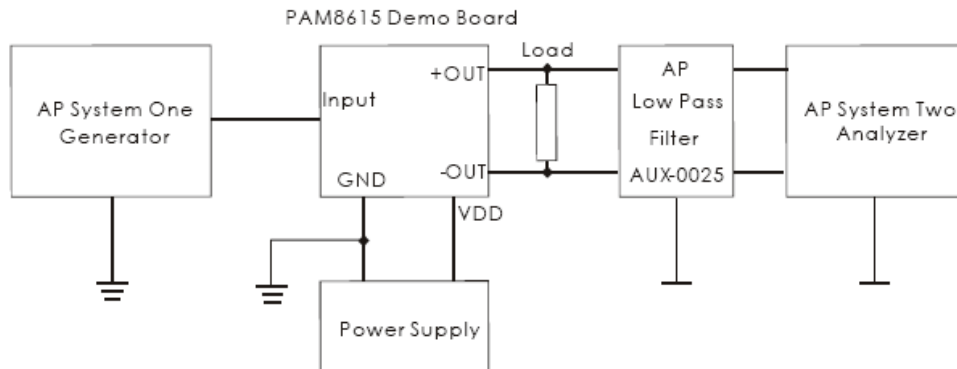 PAM8615 Demo Board
AP System One
Generator
Input
GND
+OUT
-OUT
VDD
Load
AP
Low Pass
Filter
AUX-0025
AP System Two
Analyzer
Power Supply